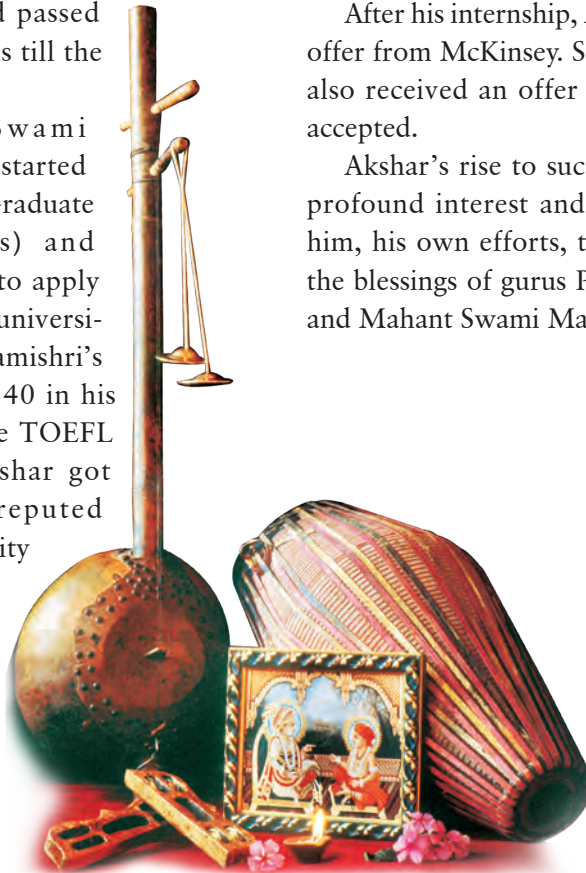 d passed
s till the
Swami
started
raduate
s) and
to apply
universi-
amishri's
40 in his
e TOEFL
shar got
reputed
ity
After his internship,
offer from McKinsey. S
also received an offer
accepted.
Akshar's rise to suc
profound interest and
him, his own efforts, t
the blessings of gurus P
and Mahant Swami Ma